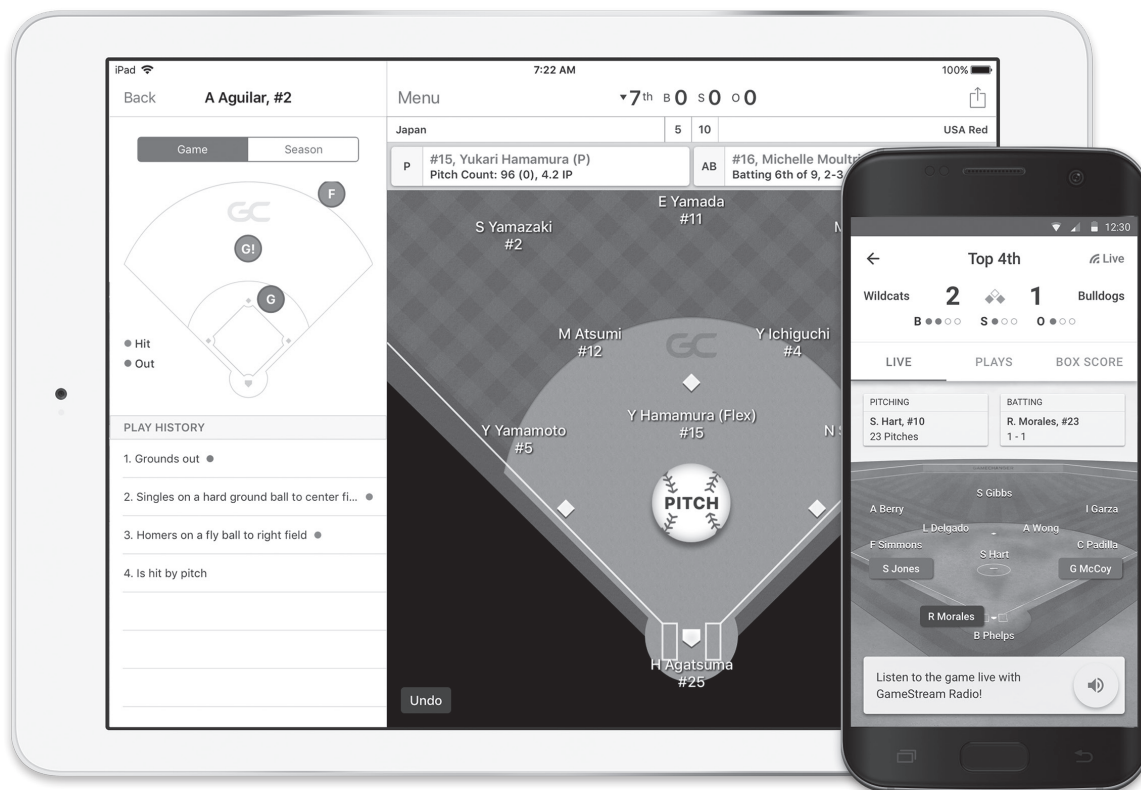 iPad
7:22 AM
100%
Back
A Aguilar, #2
Menu
▾7th B 0 S 0 O 0
Game
Season
Japan
5
10
USA Red
P
#15, Yukari Hamamura (P)
Pitch Count: 96 (0), 4.2 IP
AB
#16, Michelle
Batting 6th of 9, 2-3
GC
F
G!
G
Hit
Out
PLAY HISTORY
1. Grounds out
2. Singles on a hard ground ball to center fi...
3. Homers on a fly ball to right field
4. Is hit by pitch
E Yamada
#11
S Yamazaki
#2
M Atsumi
#12
GC
Y Ichiguchi
#4
Y Hamamura (Flex)
#15
Y Yamamoto
#5
PITCH
H Agatsuma
#25
Undo
12:30
Top 4th
Live
Wildcats
2
1
Bulldogs
B
S
O
LIVE
PLAYS
BOX SCORE
PITCHING
S. Hart, #10
23 Pitches
BATTING
R. Morales, #23
1 - 1
S Gibbs
A Berry
I Garza
L Delgado
A Wong
F Simmons
C Padilla
S Hart
S Jones
G McCoy
R Morales
B Phelps
Listen to the game live with
GameStream Radio!